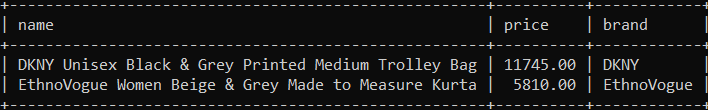 | name | price | brand |
| DKNY Unisex Black & Grey Printed Medium Trolley Bag | 11745.00 | DKNY |
| EthnoVogue Women Beige & Grey Made to Measure Kurta | 5810.00 | EthnoVogue |